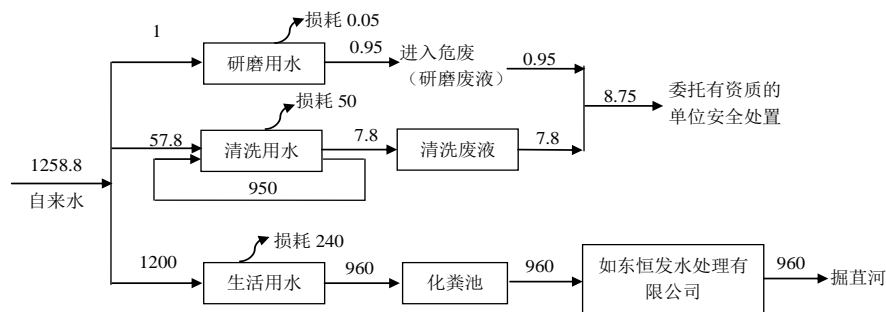 损耗 0.05
1
研磨用水
0.95
进入危废
（研磨废液）
0.95
8.75
委托有资质的
单位安全处置
损耗 50
57.8
清洗用水
7.8
清洗废液
7.8
950
1258.8
自来水
损耗 240
1200
生活用水
960
化粪池
960
如东恒发水处理有
限公司
960
掘苴河